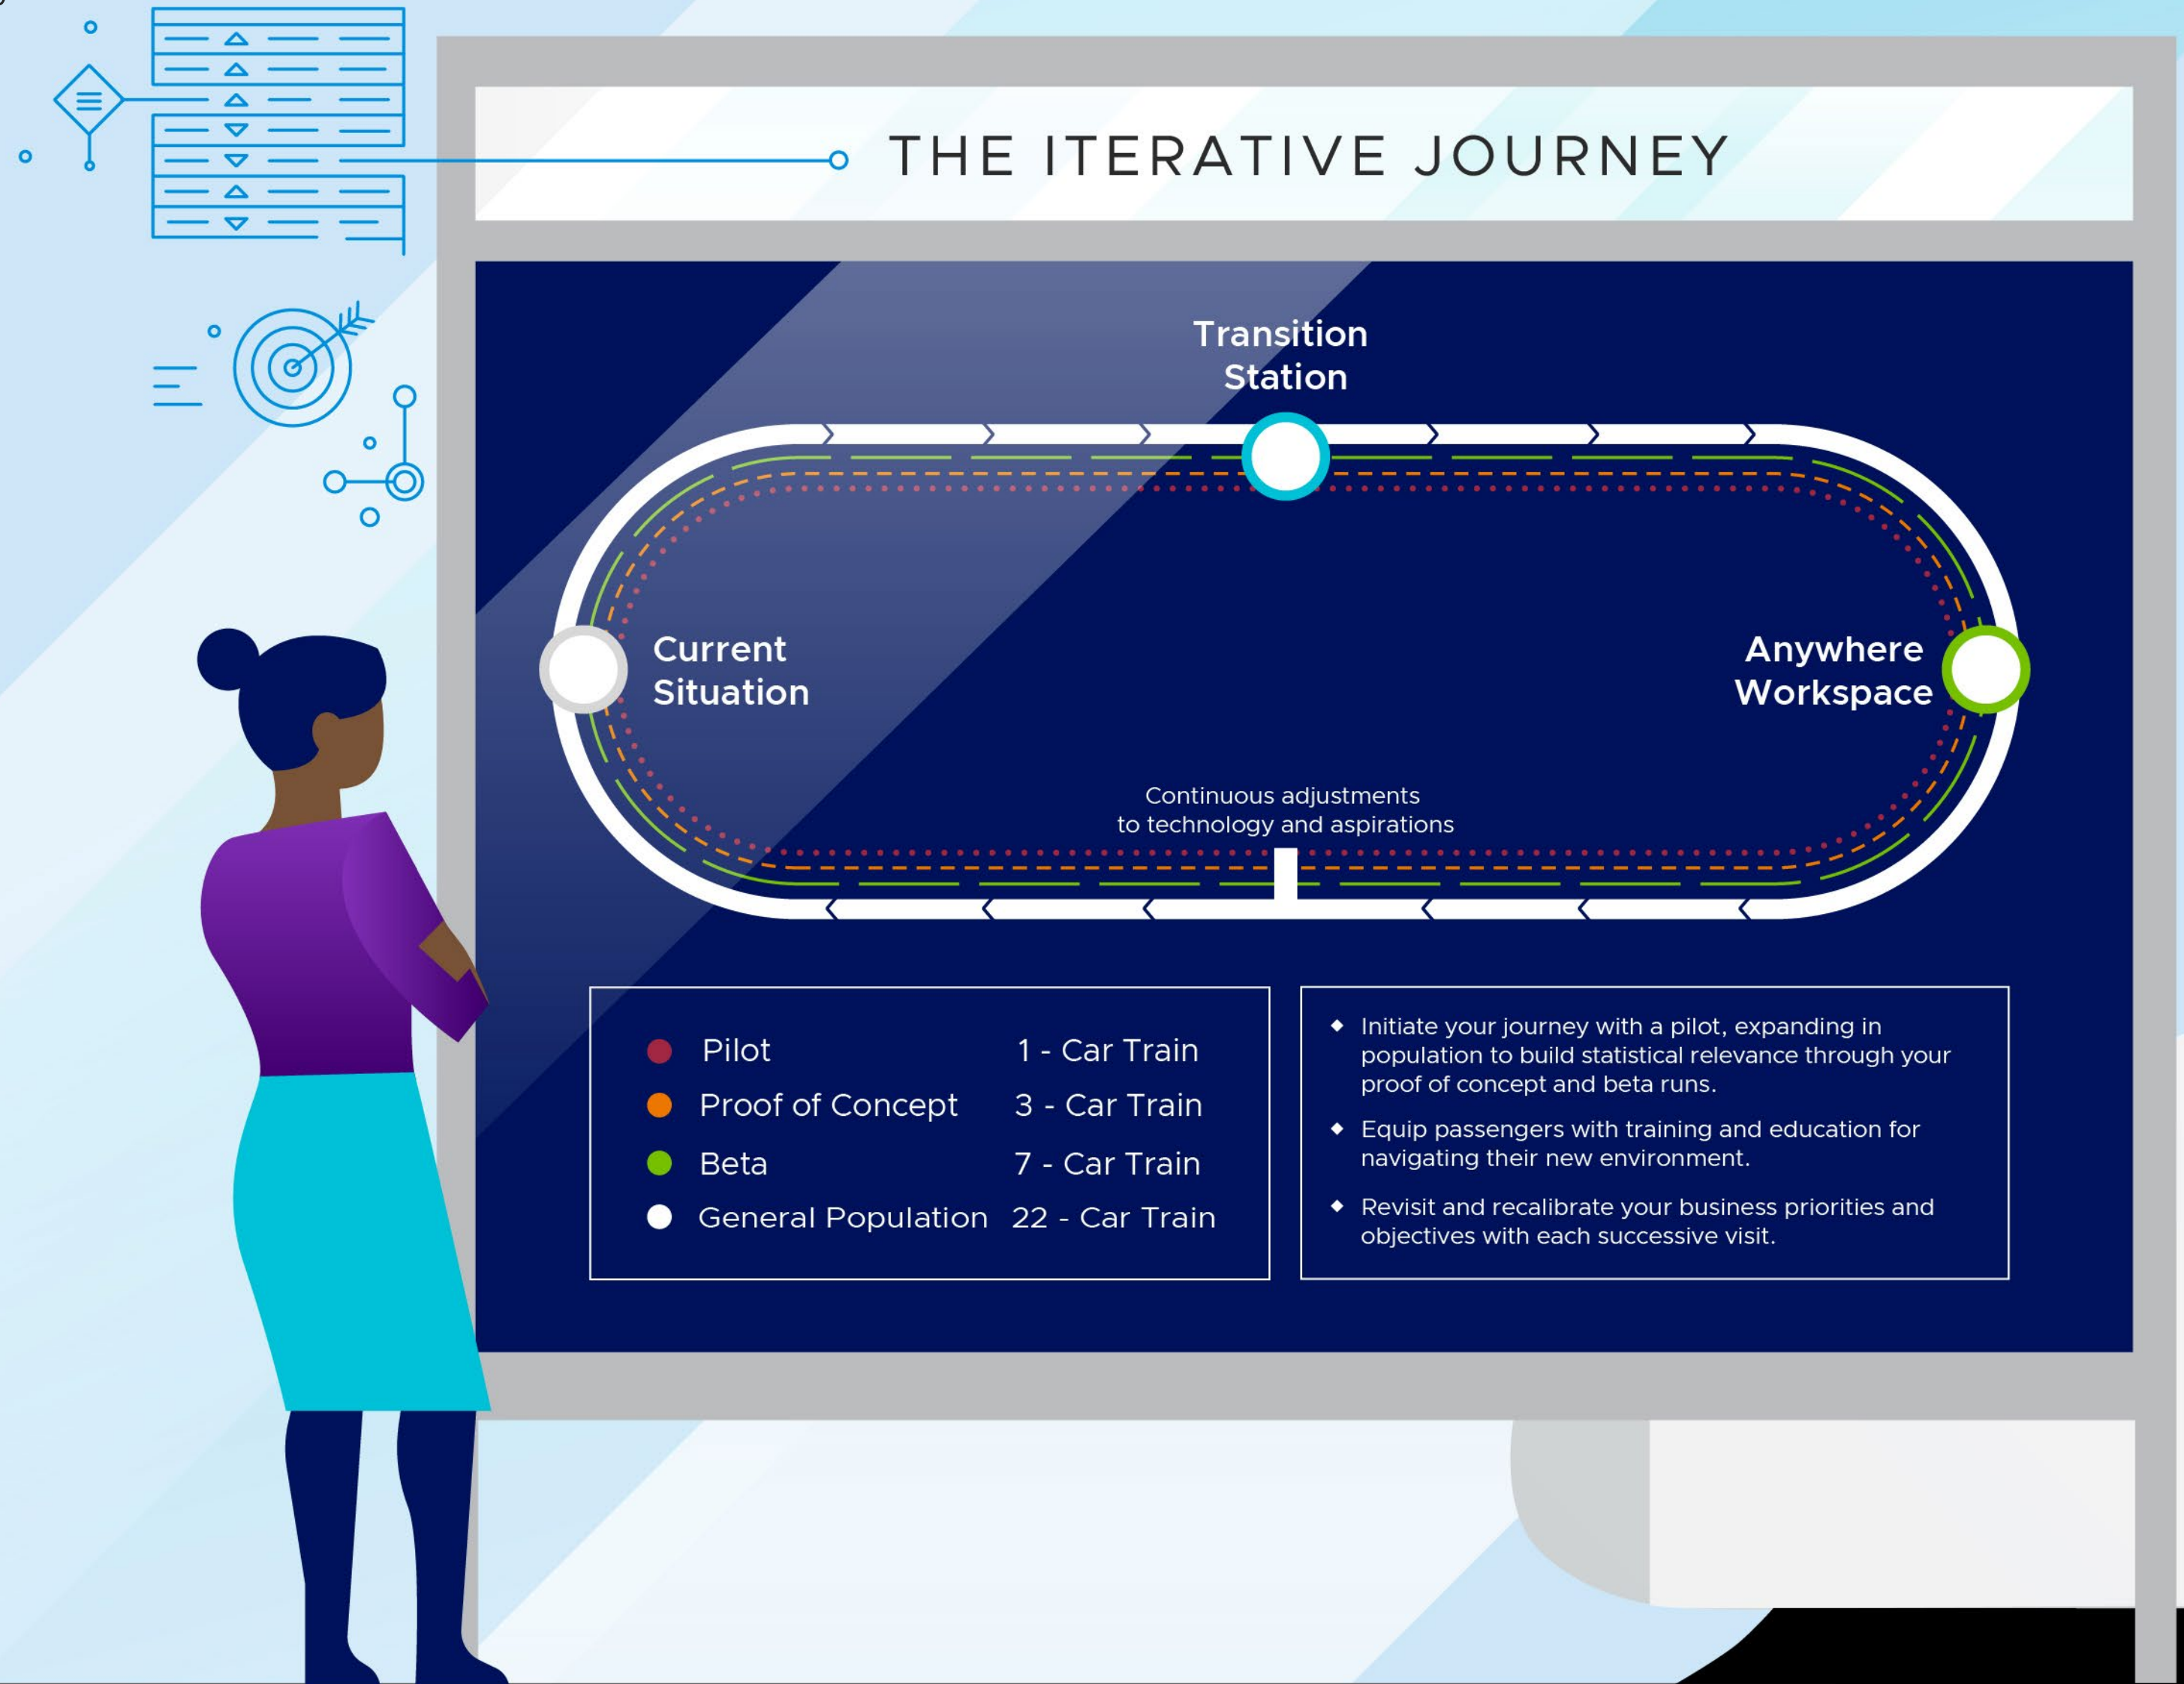 THE ITERATIVE JOURNEY
Transition
Station
Current
Situation
Anywhere
Workspace
Continuous adjustments
to technology and aspirations
Pilot 1 - Car Train
Proof of Concept 3 - Car Train
Beta 7 - Car Train
General Population 22 - Car Train
◆ Initiate your journey with a pilot, expanding in
population to build statistical relevance through your
proof of concept and beta runs.
◆ Equip passengers with training and education for
navigating their new environment.
◆ Revisit and recalibrate your business priorities and
objectives with each successive visit.